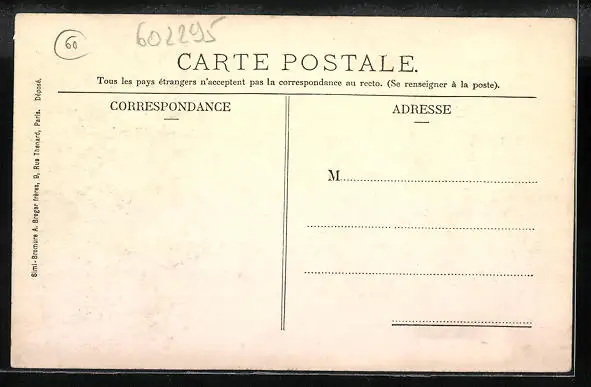 60
602295
CARTE POSTALE.
Tous les pays étrangers n'acceptent pas la correspondance au recto. (Se renseigner à la poste).
CORRESPONDANCE
ADRESSE
M
Simi-Bromure A. Breger frères, 9, Rue Thénard, Paris. Déposé.